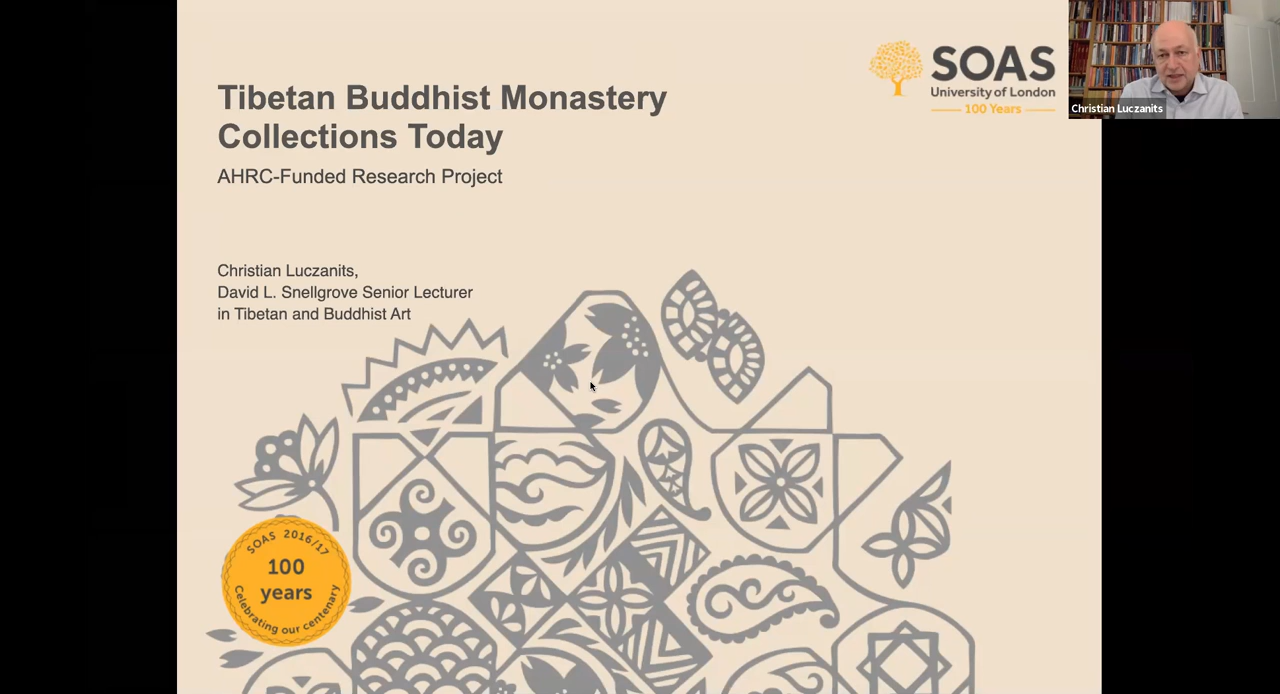 Tibetan Buddhist Monastery
Collections Today
AHRC-Funded Research Project
SOAS
University of London
100 Years
Christian Luczanits
Christian Luczanits,
David L. Snellgrove Senior Lecturer
in Tibetan and Buddhist Art
SOAS 2016/17
100
years
Celebrating our centenary